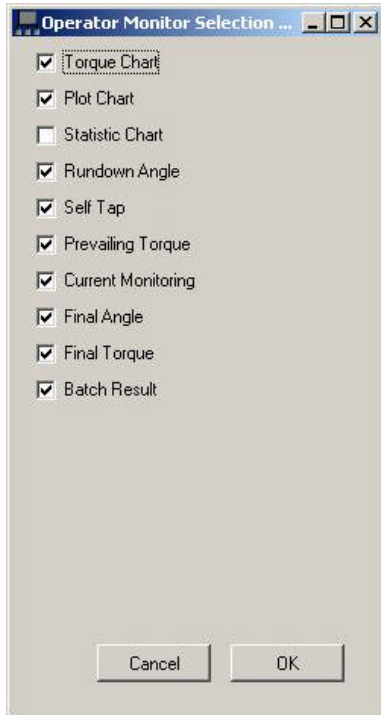 Operator Monitor Selection ...
Torque Chart
Plot Chart
Statistic Chart
Rundown Angle
Self Tap
Prevailing Torque
Current Monitoring
Final Angle
Final Torque
Batch Result
Cancel OK